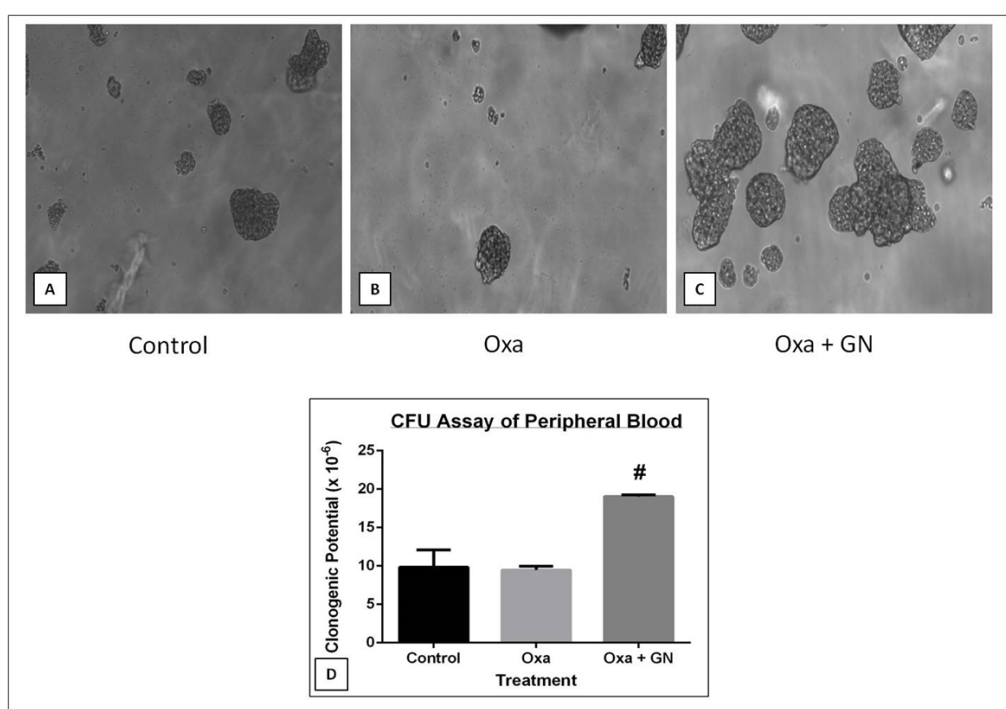 A
B
C
Control
Oxa
Oxa + GN
CFU Assay of Peripheral Blood
Clonogenic Potential (x 10⁻⁶)
25
20
15
10
5
0
#
Control
Oxa
Oxa + GN
Treatment
D